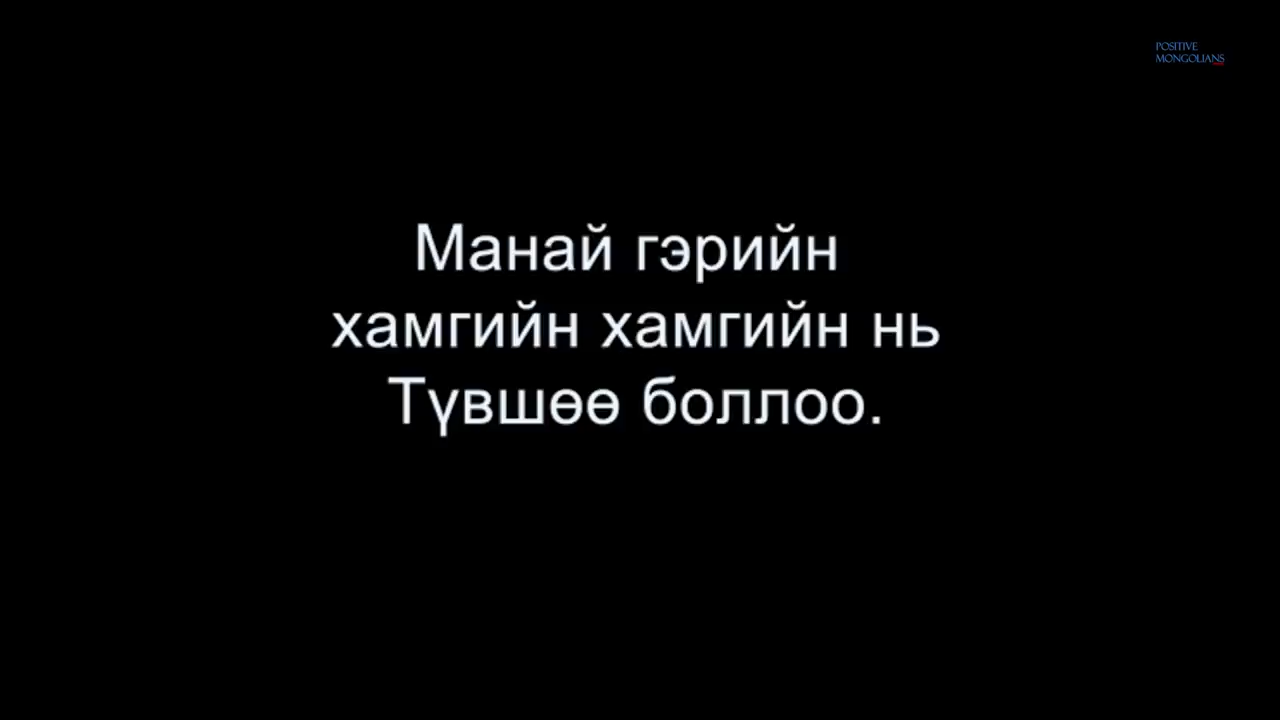 POSITIVE
MONGOLIANS
Манай гэрийн
хамгийн хамгийн нь
Түвшөө боллоо.